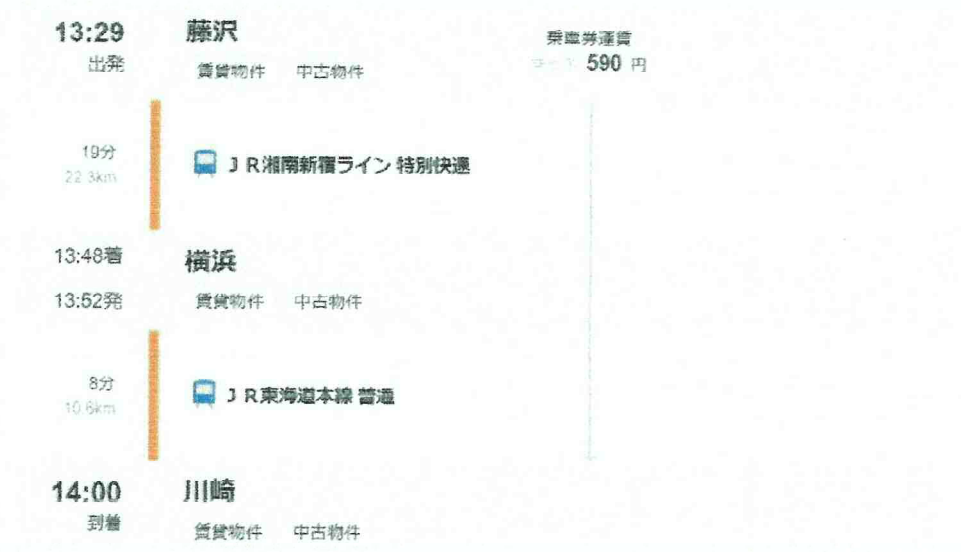 13:29 藤沢
出発
賃貸物件 中古物件
乗車券運賃
590 円
19分
22.3km
JR湘南新宿ライン 特別快速
13:48着 横浜
13:52発
賃貸物件 中古物件
8分
10.6km
JR東海道本線 普通
14:00 川崎
到着
賃貸物件 中古物件